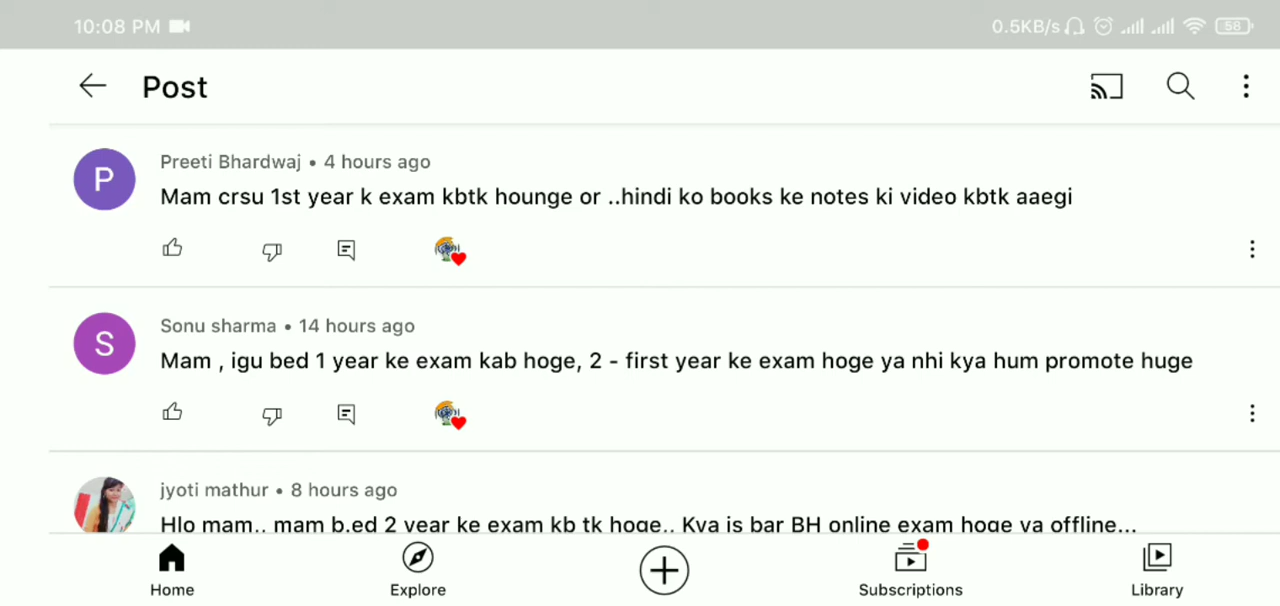 10:08 PM 0.5KB/s 58
Post
P
Preeti Bhardwaj • 4 hours ago
Mam crsu 1st year k exam kbtk hounge or ..hindi ko books ke notes ki video kbtk aaegi
S
Sonu sharma • 14 hours ago
Mam , igu bed 1 year ke exam kab hoge, 2 - first year ke exam hoge ya nhi kya hum promote huge
jyoti mathur • 8 hours ago
Hlo mam.. mam b.ed 2 year ke exam kb tk hoge.. Kya is bar BH online exam hoge ya offline...
Home Explore Subscriptions Library